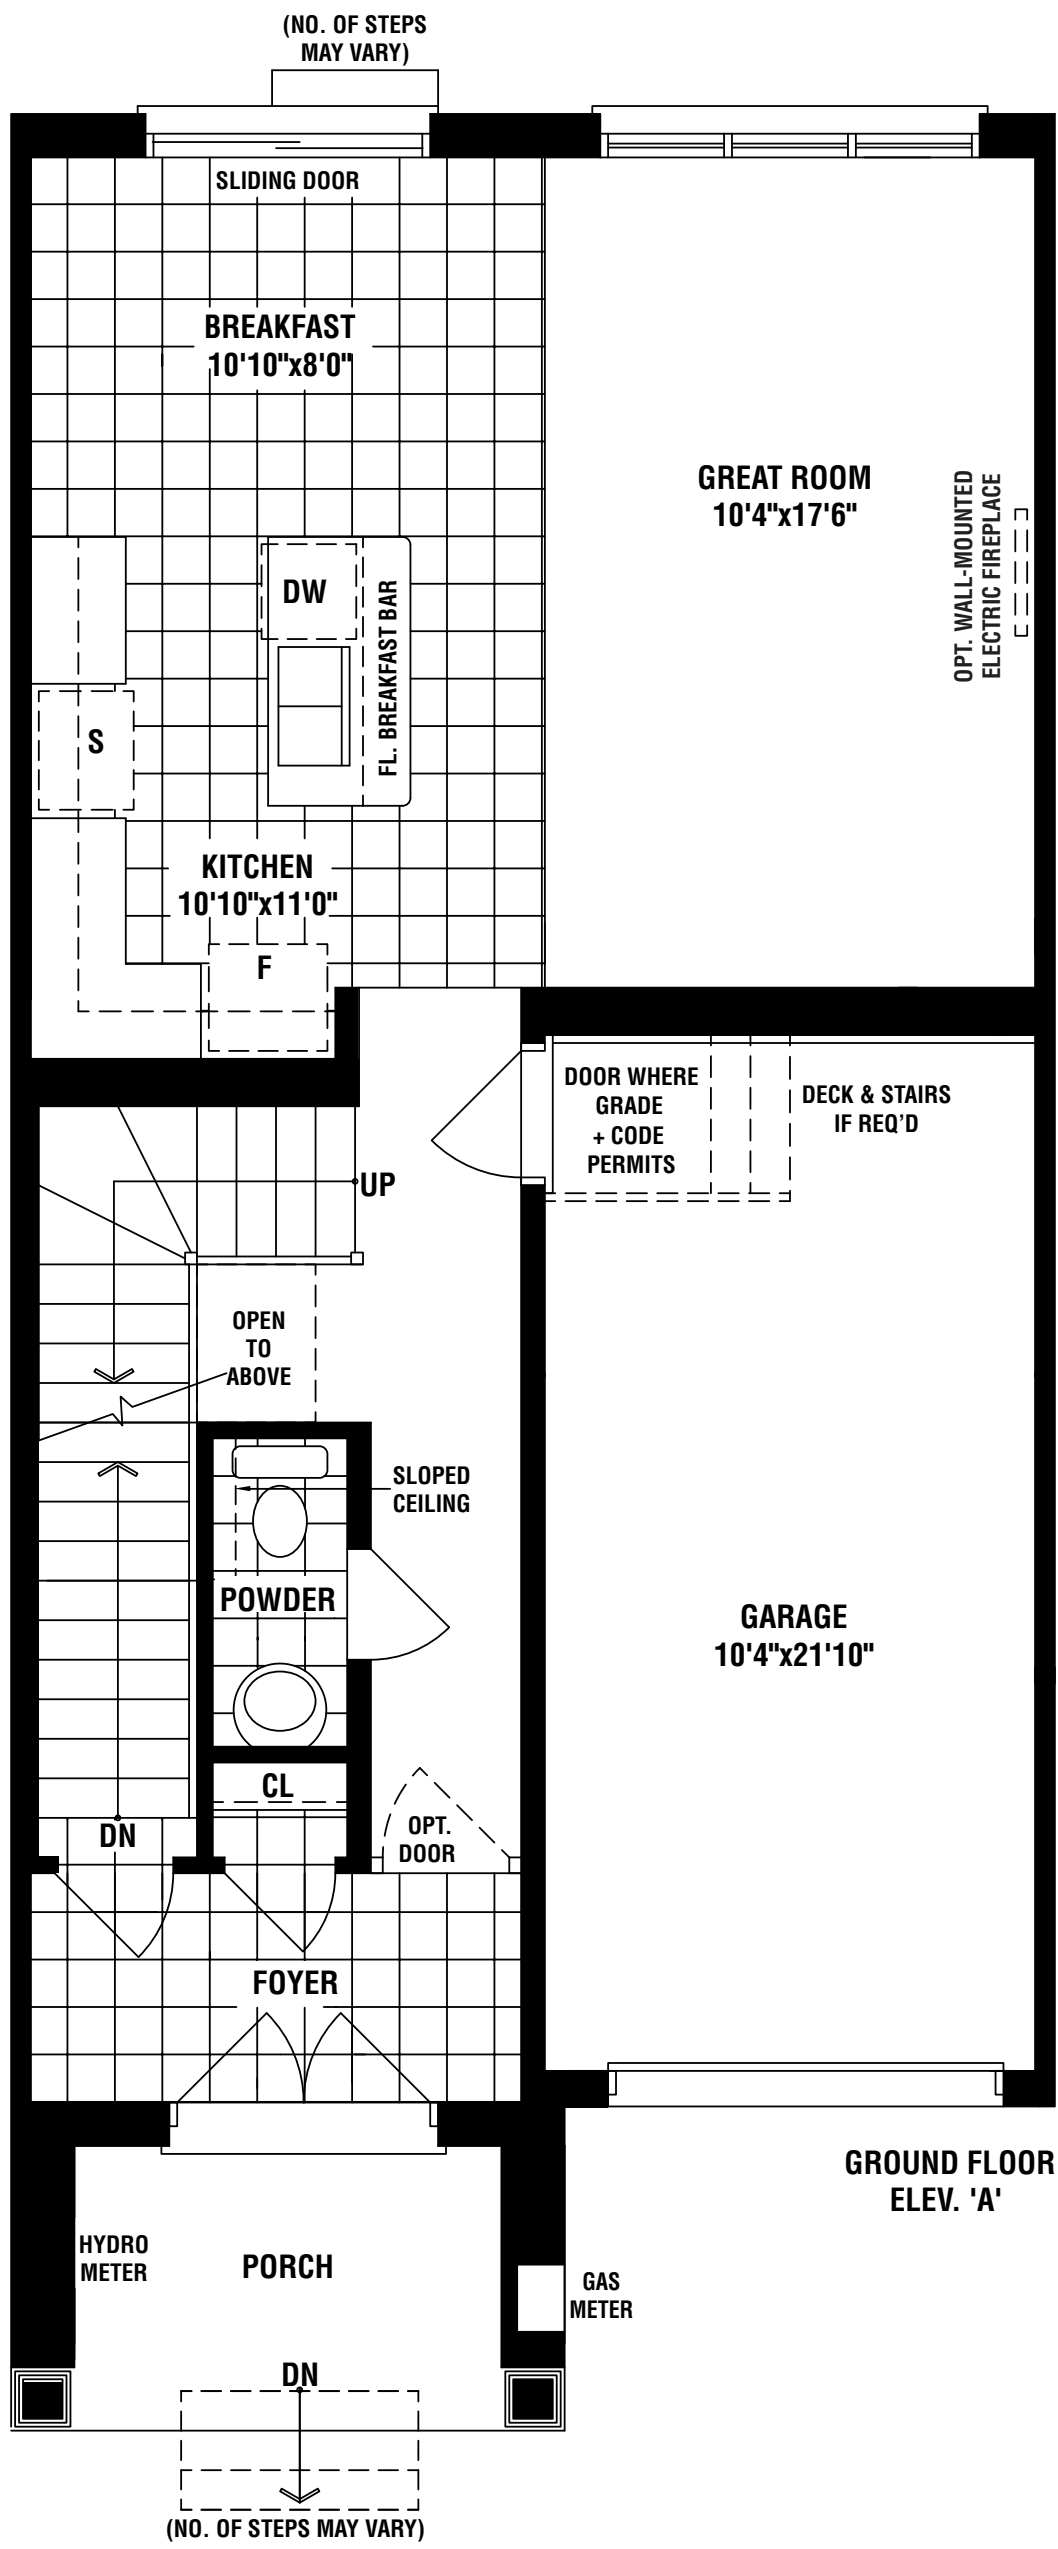 (NO. OF STEPS
MAY VARY)
SLIDING DOOR
BREAKFAST
10'10"x8'0"
GREAT ROOM
10'4"x17'6"
OPT. WALL-MOUNTED
ELECTRIC FIREPLACE
DW
FL. BREAKFAST BAR
S
KITCHEN
10'10"x11'0"
F
DOOR WHERE
GRADE
+ CODE
PERMITS
DECK & STAIRS
IF REQ’D
UP
OPEN
TO
ABOVE
SLOPED
CEILING
POWDER
GARAGE
10'4"x21'10"
CL
OPT.
DOOR
DN
FOYER
GROUND FLOOR
ELEV. 'A'
HYDRO
METER
PORCH
GAS
METER
DN
(NO. OF STEPS MAY VARY)